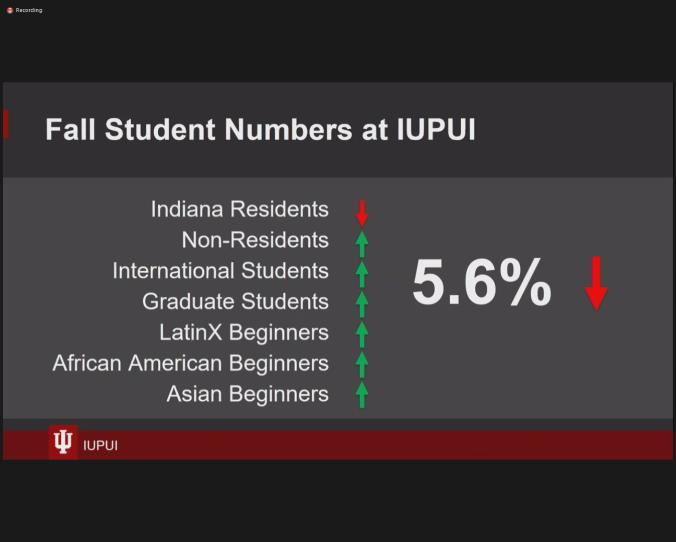 Recording
Fall Student Numbers at IUPUI
Indiana Residents
Non-Residents
International Students
Graduate Students
LatinX Beginners
African American Beginners
Asian Beginners
5.6%
IUPUI